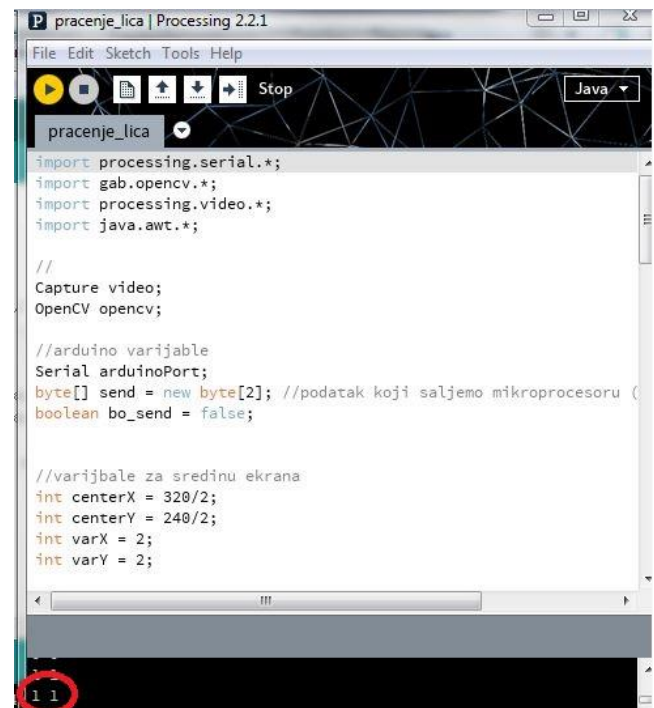 pracenje_lica | Processing 2.2.1
File Edit Sketch Tools Help
Stop
Java
pracenje_lica
import processing.serial.*;
import gab.opencv.*;
import processing.video.*;
import java.awt.*;
//
Capture video;
OpenCV opencv;
//arduino varijable
Serial arduinoPort;
byte[] send = new byte[2]; //podatak koji saljemo mikroprocesoru (
boolean bo_send = false;
//varijbale za sredinu ekrana
int centerX = 320/2;
int centerY = 240/2;
int varX = 2;
int varY = 2;
1 1